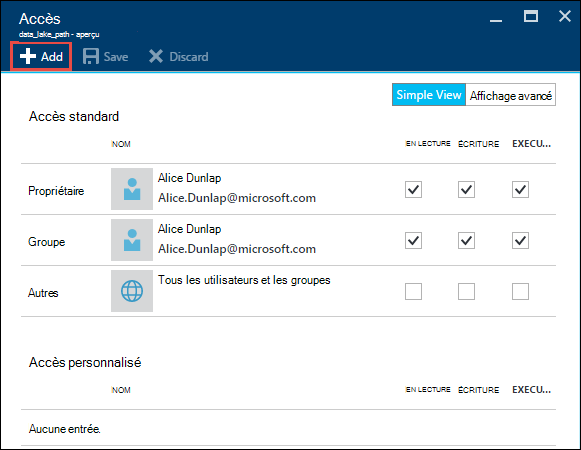 Accès
data_lake_path - aperçu
Add Save Discard
Simple View Affichage avancé
Accès standard
NOM EN LECTURE ÉCRITURE EXECU...
Propriétaire Alice Dunlap
Alice.Dunlap@microsoft.com
Groupe Alice Dunlap
Alice.Dunlap@microsoft.com
Autres Tous les utilisateurs et les groupes
Accès personnalisé
NOM EN LECTURE ÉCRITURE EXECU...
Aucune entrée.